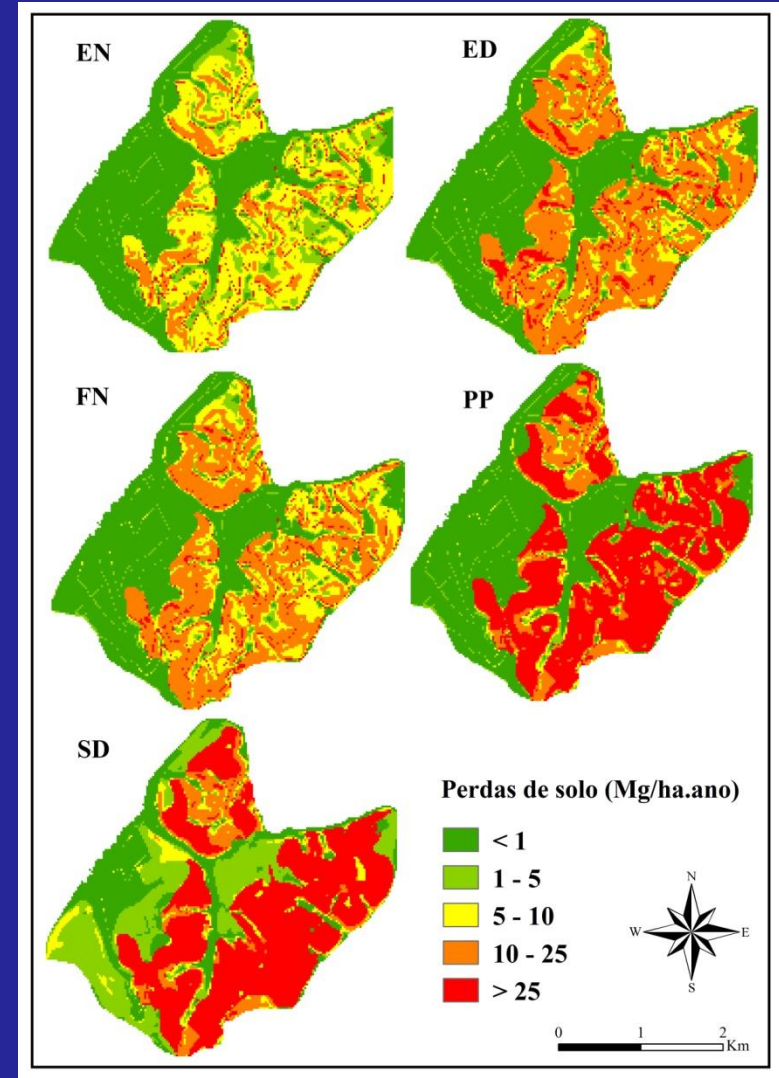 EN
ED
FN
PP
SD
Perdas de solo (Mg/ha.ano)
< 1
1 - 5
5 - 10
10 - 25
> 25
N
W
E
S
0 1 2
Km